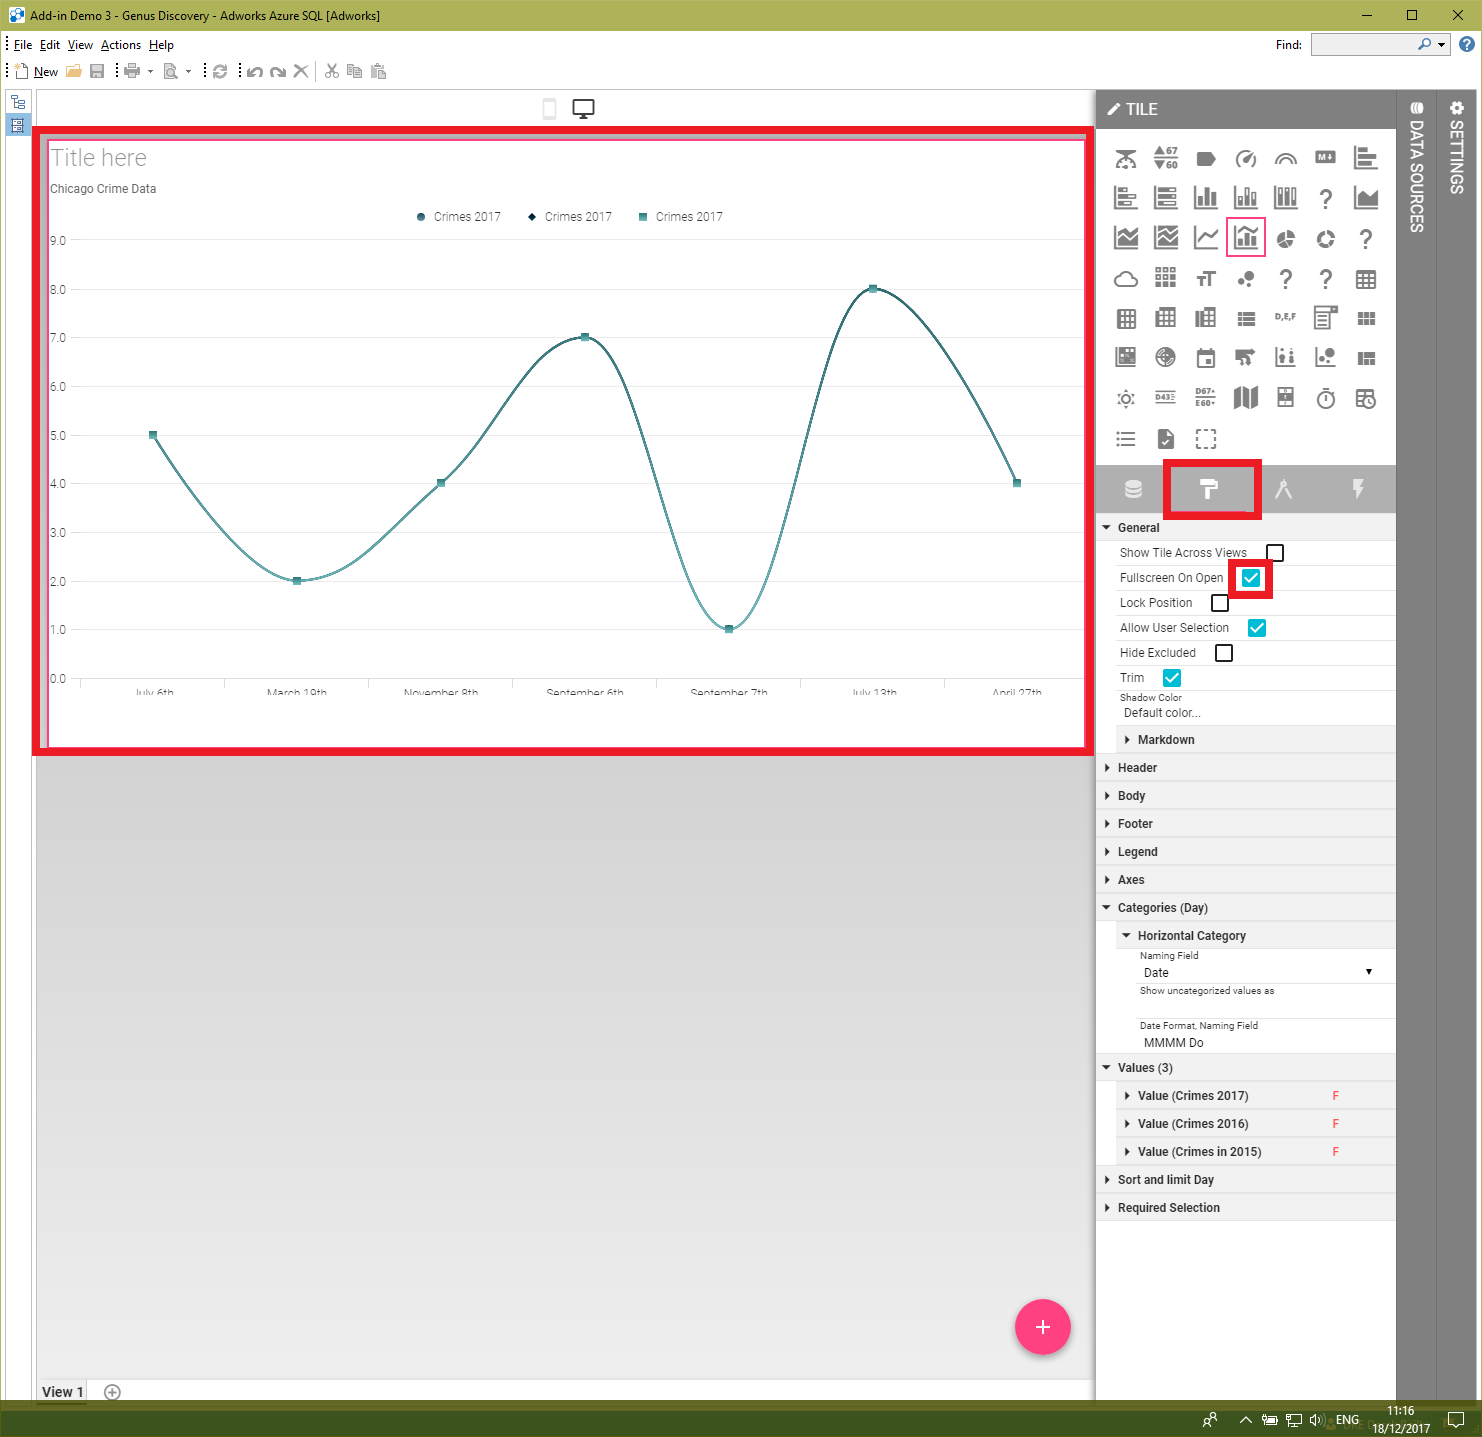 Add-in Demo 3 - Genus Discovery - Adworks Azure SQL [Adworks]
File Edit View Actions Help
Find:
New
TILE
DATA SOURCES
SETTINGS
67
60
M
D,E,F
D43
D67
E60
Title here
Chicago Crime Data
Crimes 2017 Crimes 2017 Crimes 2017
9.0
8.0
7.0
6.0
5.0
4.0
3.0
2.0
1.0
0.0
July 6th March 19th November 8th September 6th September 7th July 13th April 27th
General
Show Tile Across Views
Fullscreen On Open
Lock Position
Allow User Selection
Hide Excluded
Trim
Shadow Color
Default color...
Markdown
Header
Body
Footer
Legend
Axes
Categories (Day)
Horizontal Category
Naming Field
Date
Show uncategorized values as
Date Format, Naming Field
MMMM Do
Values (3)
Value (Crimes 2017) F
Value (Crimes 2016) F
Value (Crimes in 2015) F
Sort and limit Day
Required Selection
View 1
ENG
11:16
18/12/2017